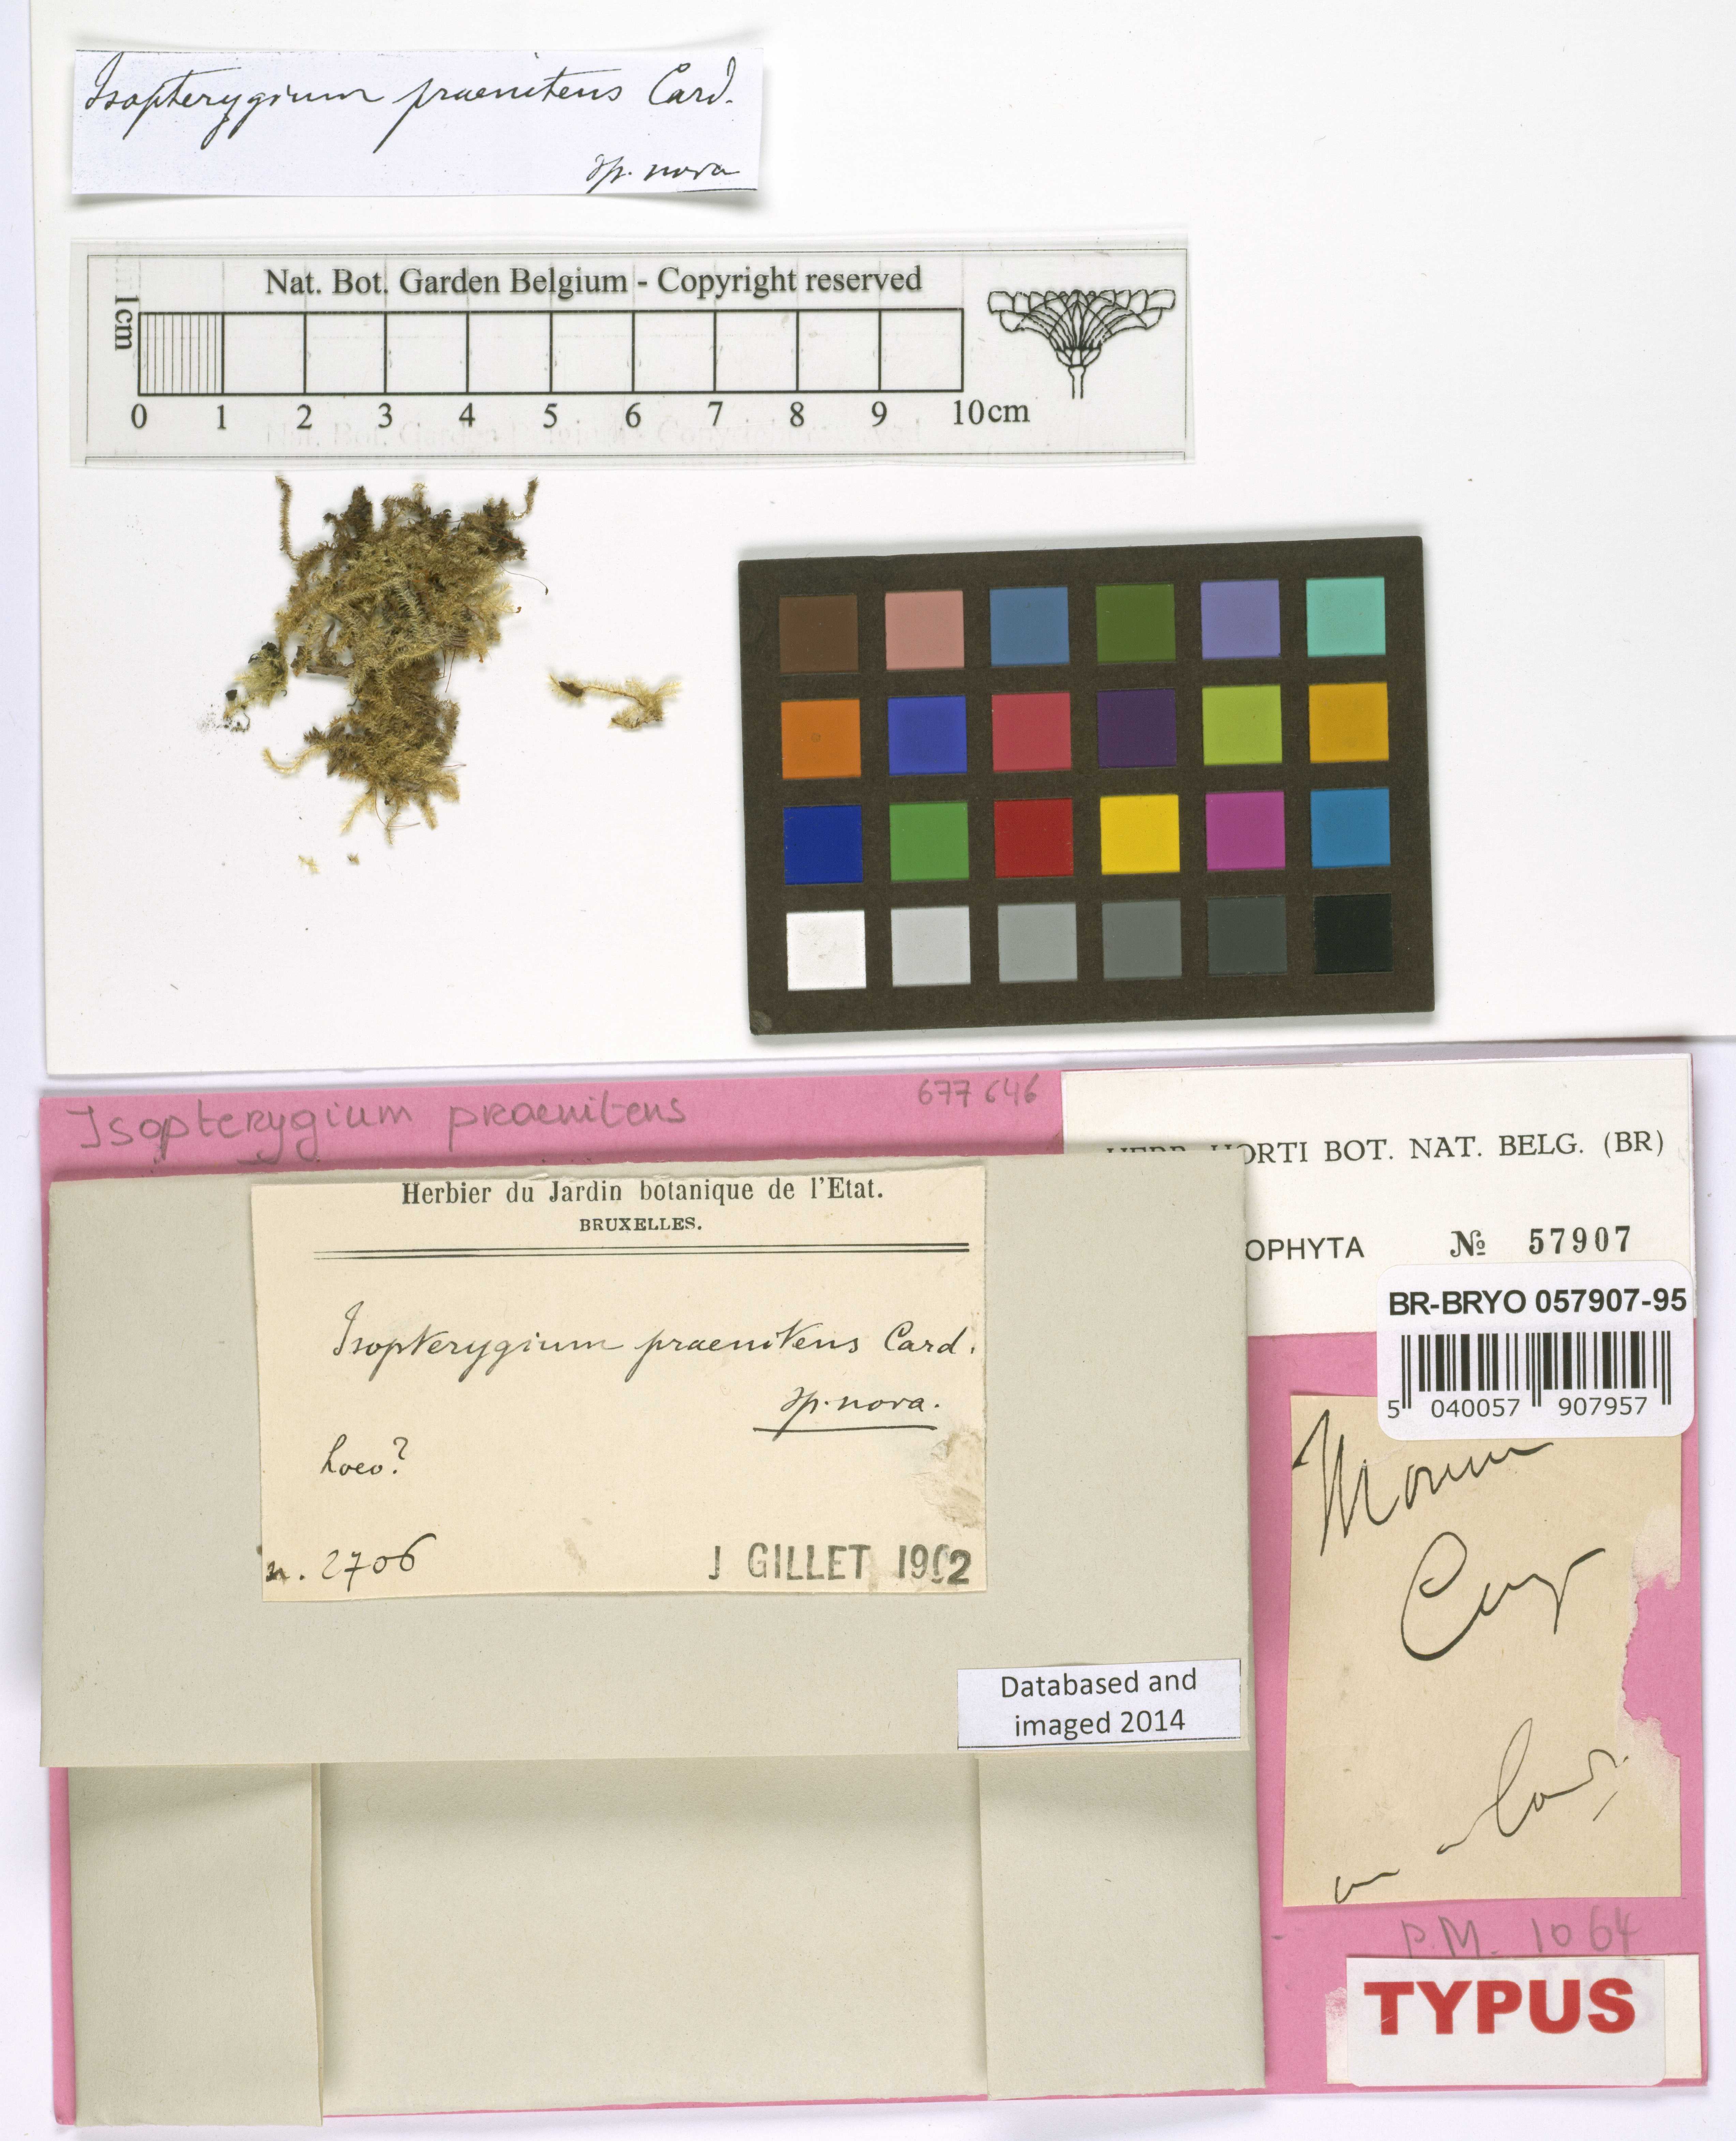 Isopterygium praenitens Card.
sp. nova
Nat. Bot. Garden Belgium - Copyright reserved
1cm
0 1 2 3 4 5 6 7 8 9 10cm
Isopterygium praenitens
677 646
HERB. HORTI BOT. NAT. BELG. (BR)
OPHYTA № 57907
BR-BRYO 057907-95
5 040057 907957
Herbier du Jardin botanique de l'Etat.
BRUXELLES.
Isopterygium praenitens Card.
sp. nova.
Loco?
n. 2706
J GILLET 1902
Databased and
imaged 2014
P.M. 1064
TYPUS